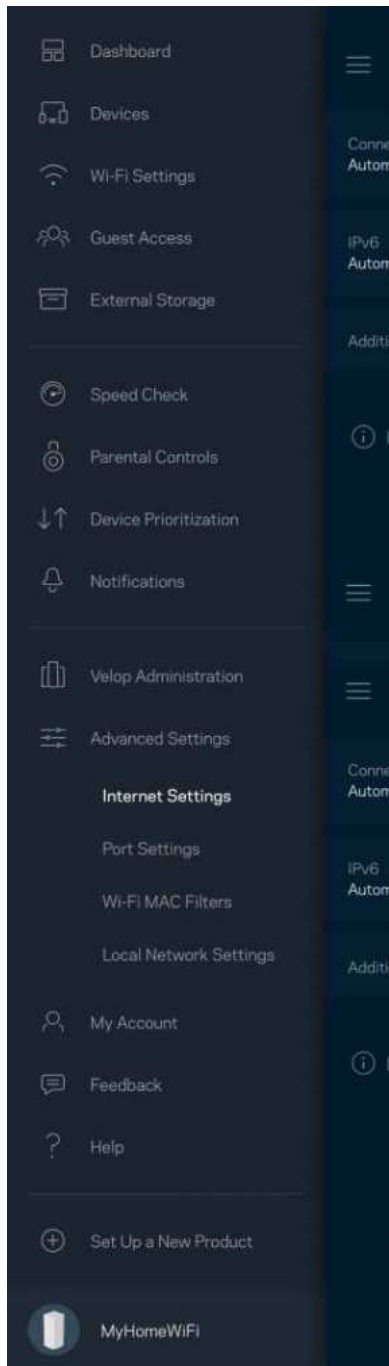 Dashboard
Devices
Wi-Fi Settings
Guest Access
External Storage
Speed Check
Parental Controls
Device Prioritization
Notifications
Velop Administration
Advanced Settings
Internet Settings
Port Settings
Wi-Fi MAC Filters
Local Network Settings
My Account
Feedback
Help
Set Up a New Product
MyHomeWiFi
IPv6
IPv6